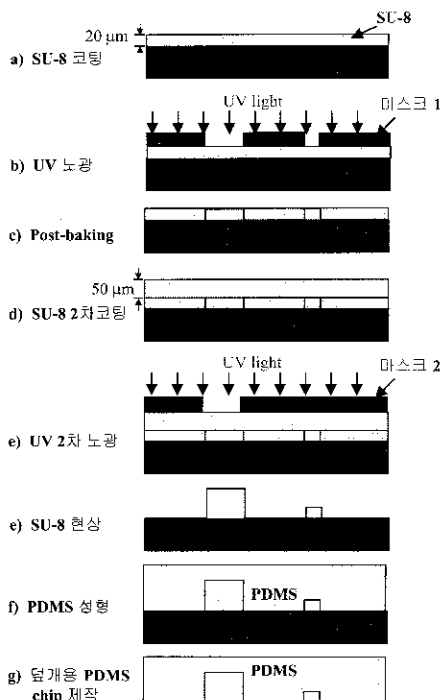 SU-8
20 μm
a) SU-8 코팅
UV light
마스크 1
b) UV 노광
c) Post-baking
50 μm
d) SU-8 2차코팅
UV light
마스크 2
e) UV 2차 노광
e) SU-8 현상
f) PDMS 성형
PDMS
g) 덮개용 PDMS
chip 제작
PDMS